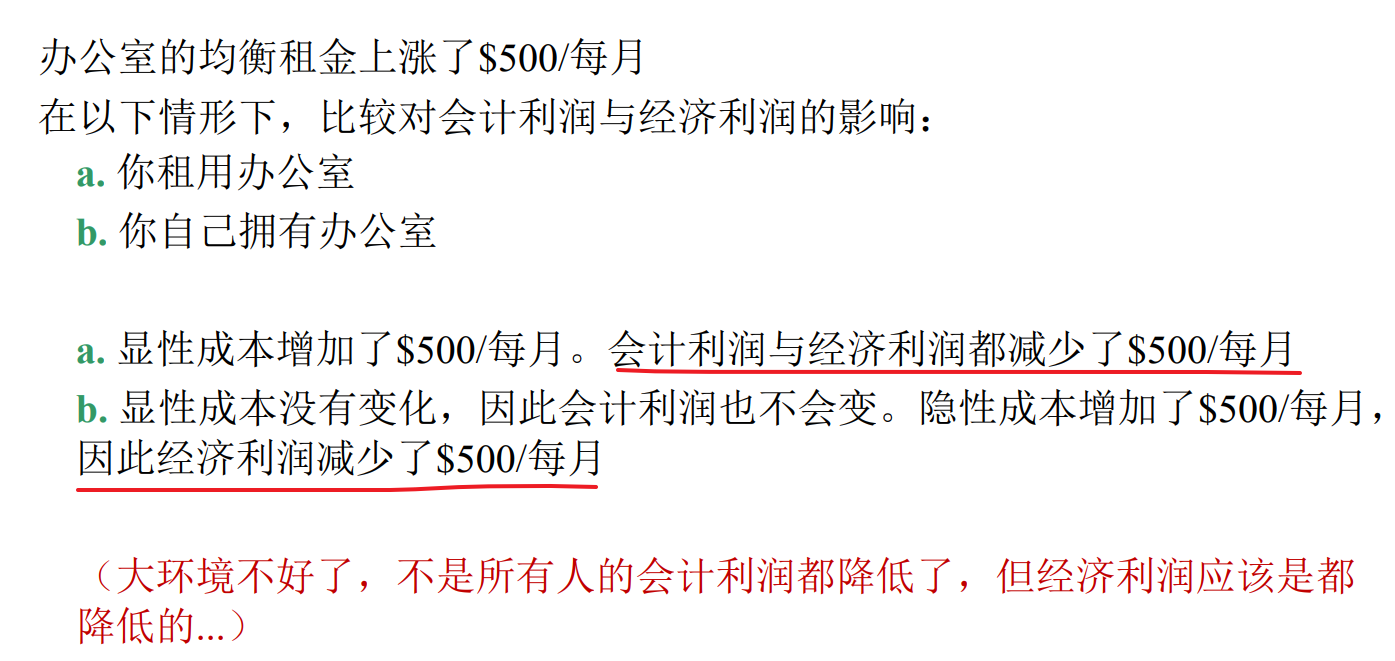 办公室的均衡租金上涨了$500/每月
在以下情形下，比较对会计利润与经济利润的影响：
a. 你租用办公室
b. 你自己拥有办公室
a. 显性成本增加了$500/每月。会计利润与经济利润都减少了$500/每月
b. 显性成本没有变化，因此会计利润也不会变。隐性成本增加了$500/每月，
因此经济利润减少了$500/每月
（大环境不好了，不是所有人的会计利润都降低了，但经济利润应该是都
降低的...）